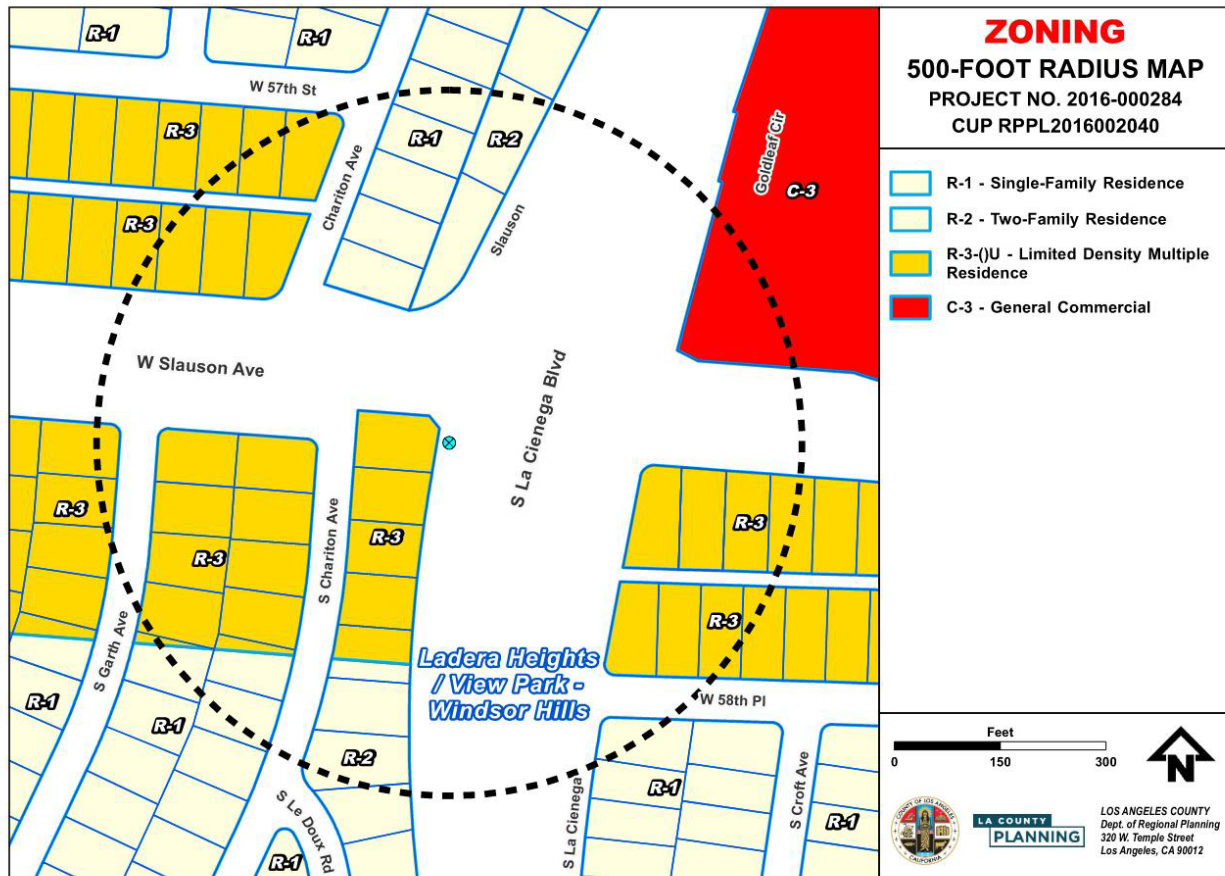 R-1
R-1
W 57th St
R-3
R-1
R-2
Chariton Ave
Goldleaf Cir
C-3
R-3
Slauson
W Slauson Ave
S La Cienega Blvd
R-3
R-3
S Chariton Ave
R-3
R-3
R-3
S Garth Ave
Ladera Heights
/ View Park -
Windsor Hills
W 58th Pl
R-1
R-1
R-2
S Le Doux Rd
R-1
S La Cienega
R-1
S Croft Ave
R-1
ZONING
500-FOOT RADIUS MAP
PROJECT NO. 2016-000284
CUP RPPL2016002040
R-1 - Single-Family Residence
R-2 - Two-Family Residence
R-3-()U - Limited Density Multiple
Residence
C-3 - General Commercial
Feet
0 150 300
N
COUNTY OF LOS ANGELES
CALIFORNIA
LA COUNTY
PLANNING
LOS ANGELES COUNTY
Dept. of Regional Planning
320 W. Temple Street
Los Angeles, CA 90012